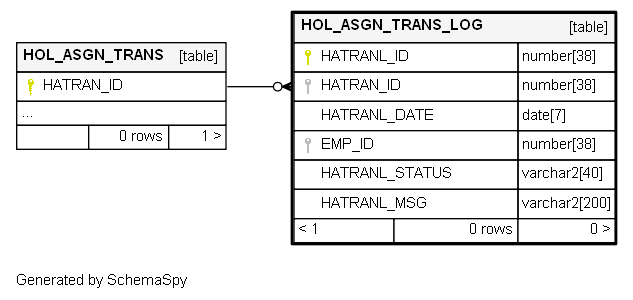 HOL_ASGN_TRANS [table]
HATRAN_ID
...
0 rows 1 >
HOL_ASGN_TRANS_LOG [table]
HATRANL_ID number[38]
HATRAN_ID number[38]
HATRANL_DATE date[7]
EMP_ID number[38]
HATRANL_STATUS varchar2[40]
HATRANL_MSG varchar2[200]
< 1 0 rows 0 >
Generated by SchemaSpy